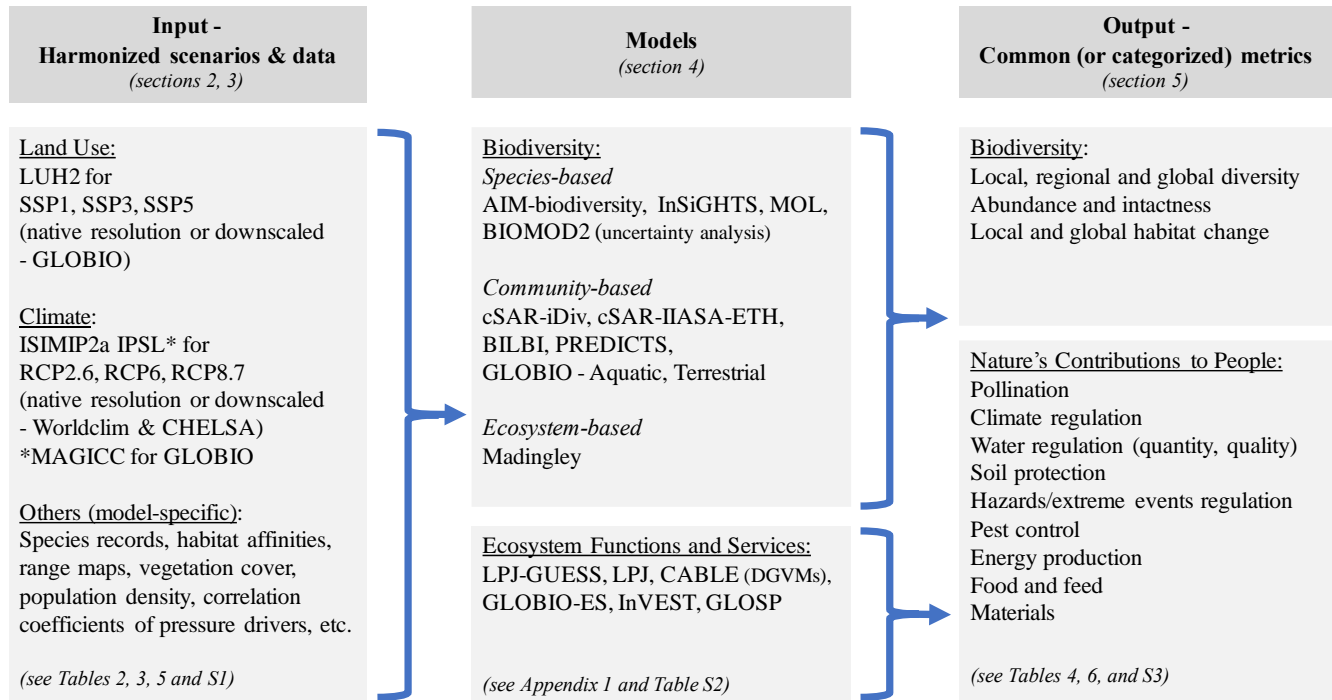 Input -
Harmonized scenarios & data
(sections 2, 3)
Land Use:
LUH2 for
SSP1, SSP3, SSP5
(native resolution or downscaled
- GLOBIO)
Climate:
ISIMIP2a IPSL* for
RCP2.6, RCP6, RCP8.7
(native resolution or downscaled
- Worldclim & CHELSA)
*MAGICC for GLOBIO
Others (model-specific):
Species records, habitat affinities,
range maps, vegetation cover,
population density, correlation
coefficients of pressure drivers, etc.
(see Tables 2, 3, 5 and S1)
Models
(section 4)
Biodiversity:
Species-based
AIM-biodiversity, InSiGHTS, MOL,
BIOMOD2 (uncertainty analysis)
Community-based
cSAR-iDiv, cSAR-IIASA-ETH,
BILBI, PREDICTS,
GLOBIO - Aquatic, Terrestrial
Ecosystem-based
Madingley
Ecosystem Functions and Services:
LPJ-GUESS, LPJ, CABLE (DGVMs),
GLOBIO-ES, InVEST, GLOSP
(see Appendix 1 and Table S2)
Output -
Common (or categorized) metrics
(section 5)
Biodiversity:
Local, regional and global diversity
Abundance and intactness
Local and global habitat change
Nature's Contributions to People:
Pollination
Climate regulation
Water regulation (quantity, quality)
Soil protection
Hazards/extreme events regulation
Pest control
Energy production
Food and feed
Materials
(see Tables 4, 6, and S3)